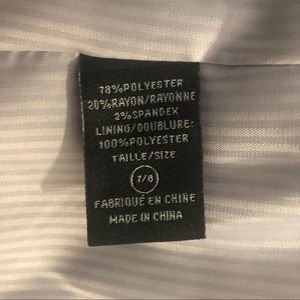 78%POLYESTER
20%RAYON/RAYONNE
2%SPANDEX
LINING/DOUBLURE:
100%POLYESTER
TAILLE/SIZE
7/8
FABRIQUÉ EN CHINE
MADE IN CHINA